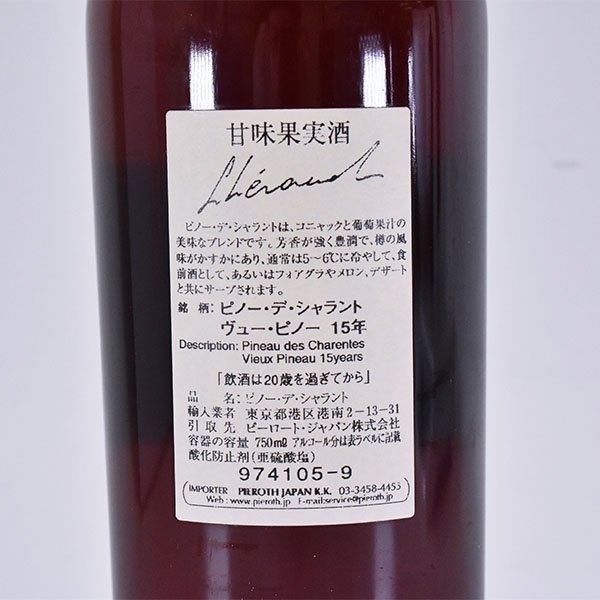 甘味果実酒
Lhéraud
ピノー・デ・シャラントは、コニャックと葡萄果汁の
美味なブレンドです。芳香が強く豊潤で、樽の風
味がかすかにあり、通常は5〜6℃に冷やして、食
前酒として、あるいはフォアグラやメロン、デザート
と共にサーブされます。
銘 柄: ピノー・デ・シャラント
ヴュー・ピノー 15年
Description: Pineau des Charentes
Vieux Pineau 15years
「飲酒は20歳を過ぎてから」
品 名:ピノー・デ・シャラント
輸入業者 東京都港区港南2-13-31
引 取 先 ピーロート・ジャパン株式会社
容器の容量 750mℓ アルコール分は表ラベルに記載
酸化防止剤(亜硫酸塩)
974105-9
IMPORTER PIEROTH JAPAN K.K. 03-3458-4455
Web : www.pieroth.jp E-mail:service@pieroth.jp